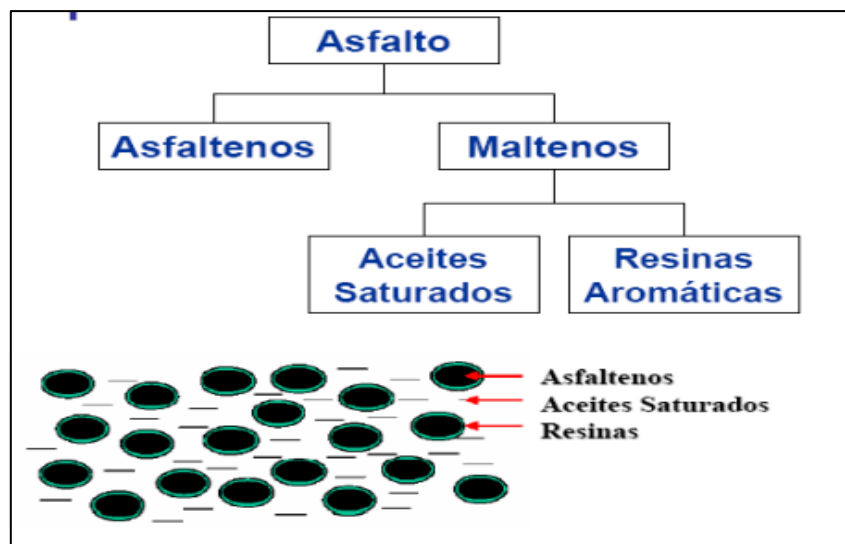 Asfalto
Asfaltenos
Maltenos
Aceites
Saturados
Resinas
Aromáticas
Asfaltenos
Aceites Saturados
Resinas